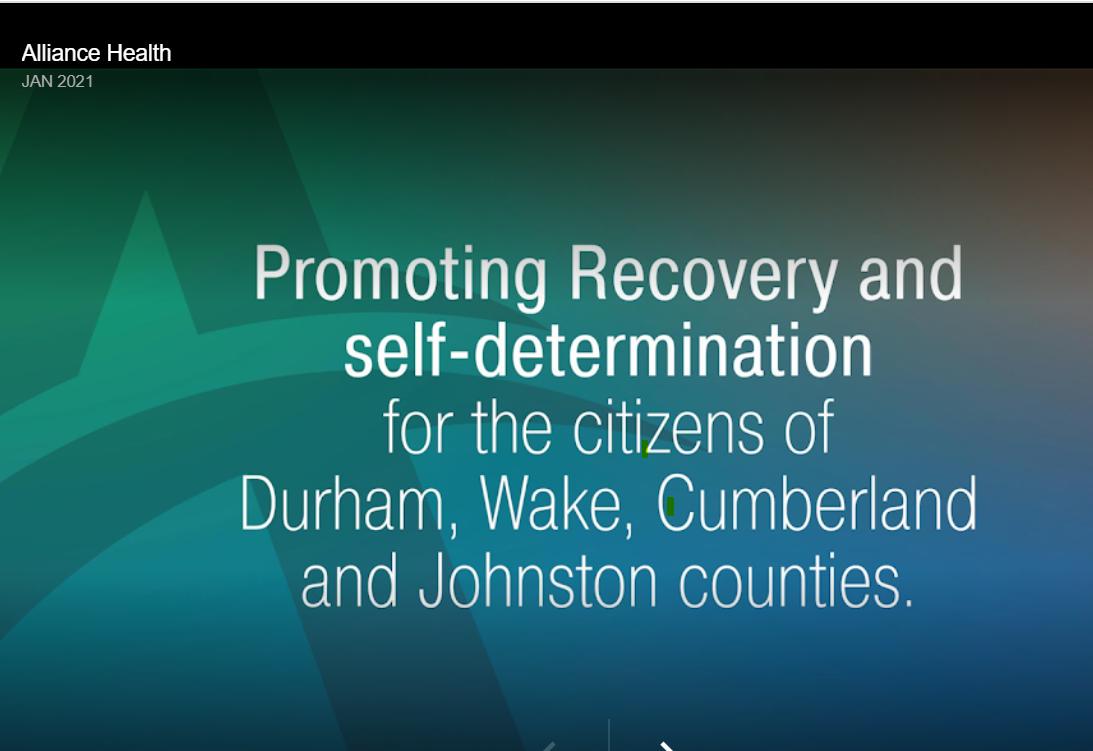 Alliance Health
JAN 2021
Promoting Recovery and
self-determination
for the citizens of
Durham, Wake, Cumberland
and Johnston counties.